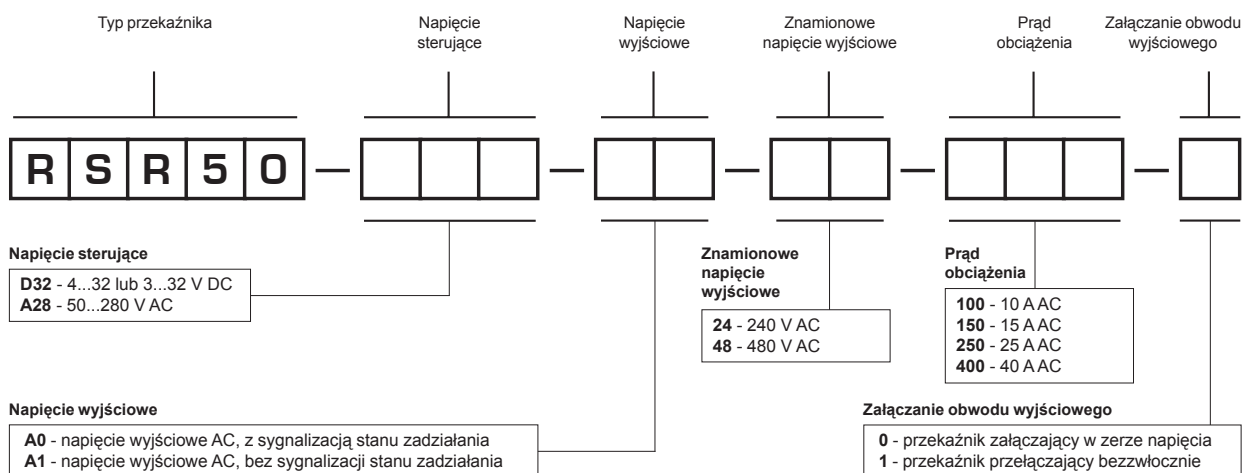 Typ przekaźnika
Napięcie
sterujące
Napięcie
wyjściowe
Znamionowe
napięcie wyjściowe
Prąd
obciążenia
Załączanie obwodu
wyjściowego
R S R 5 0 — — — — —
Napięcie sterujące
D32 - 4...32 lub 3...32 V DC
A28 - 50...280 V AC
Znamionowe
napięcie
wyjściowe
24 - 240 V AC
48 - 480 V AC
Prąd
obciążenia
100 - 10 A AC
150 - 15 A AC
250 - 25 A AC
400 - 40 A AC
Napięcie wyjściowe
A0 - napięcie wyjściowe AC, z sygnalizacją stanu zadziałania
A1 - napięcie wyjściowe AC, bez sygnalizacji stanu zadziałania
Załączanie obwodu wyjściowego
0 - przekaźnik załączający w zerze napięcia
1 - przekaźnik przełączający bezzwłocznie